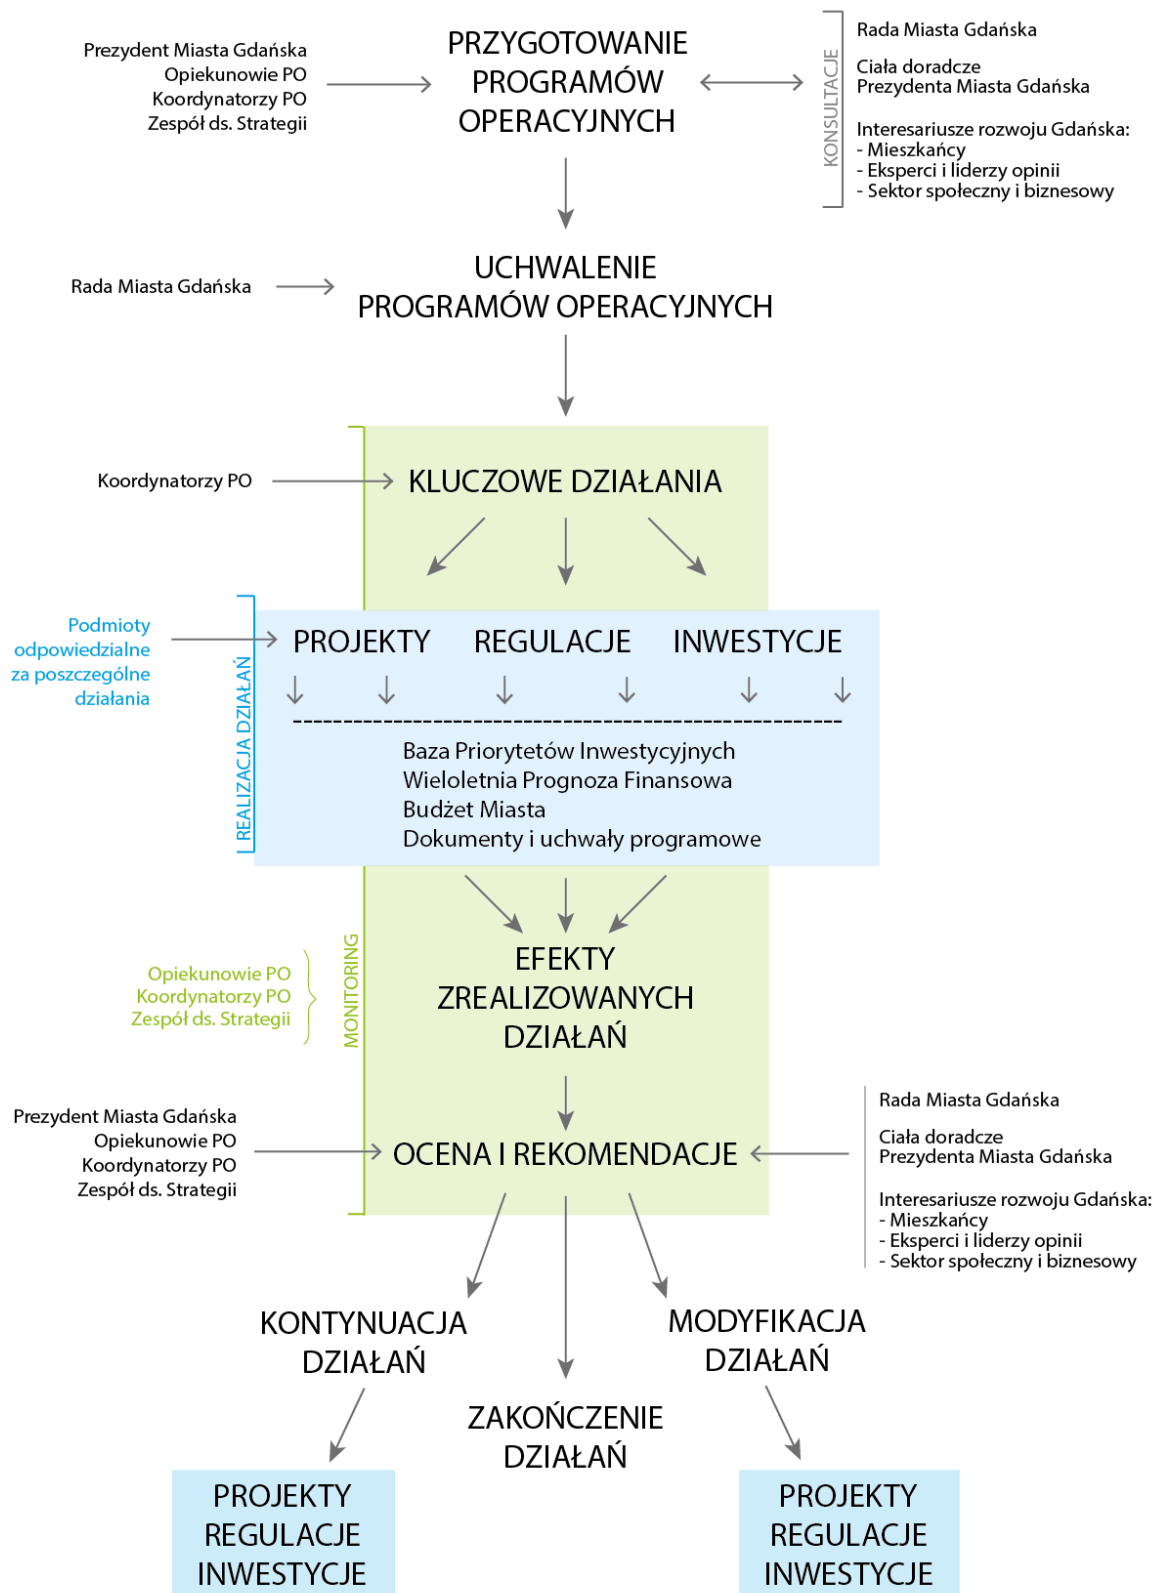 Prezydent Miasta Gdańska
Opiekunowie PO
Koordynatorzy PO
Zespół ds. Strategii
PRZYGOTOWANIE
PROGRAMÓW
OPERACYJNYCH
KONSULTACJE
Rada Miasta Gdańska
Ciała doradcze
Prezydenta Miasta Gdańska
Interesariusze rozwoju Gdańska:
- Mieszkańcy
- Eksperci i liderzy opinii
- Sektor społeczny i biznesowy
Rada Miasta Gdańska
UCHWALENIE
PROGRAMÓW OPERACYJNYCH
Koordynatorzy PO
KLUCZOWE DZIAŁANIA
Podmioty
odpowiedzialne
za poszczególne
działania
REALIZACJA DZIAŁAŃ
PROJEKTY REGULACJE INWESTYCJE
Baza Priorytetów Inwestycyjnych
Wieloletnia Prognoza Finansowa
Budżet Miasta
Dokumenty i uchwały programowe
Opiekunowie PO
Koordynatorzy PO
Zespół ds. Strategii
MONITORING
EFEKTY
ZREALIZOWANYCH
DZIAŁAŃ
Prezydent Miasta Gdańska
Opiekunowie PO
Koordynatorzy PO
Zespół ds. Strategii
OCENA I REKOMENDACJE
Rada Miasta Gdańska
Ciała doradcze
Prezydenta Miasta Gdańska
Interesariusze rozwoju Gdańska:
- Mieszkańcy
- Eksperci i liderzy opinii
- Sektor społeczny i biznesowy
KONTYNUACJA
DZIAŁAŃ
MODYFIKACJA
DZIAŁAŃ
ZAKOŃCZENIE
DZIAŁAŃ
PROJEKTY
REGULACJE
INWESTYCJE
PROJEKTY
REGULACJE
INWESTYCJE